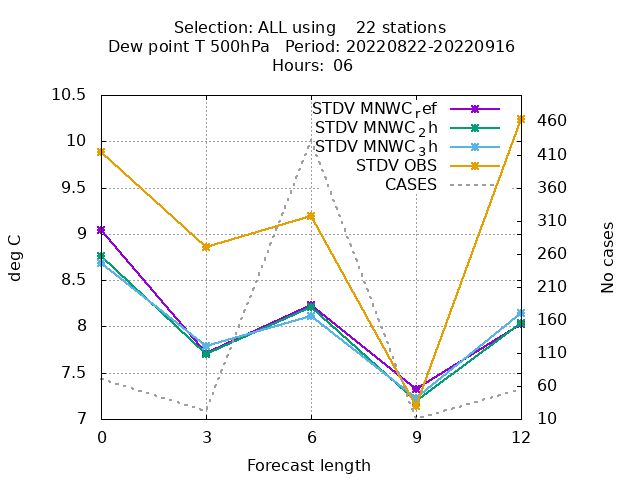 Selection: ALL using    22 stations
Dew point T 500hPa   Period: 20220822-20220916
Hours:  06
STDV MNWC_ref
STDV MNWC_2h
STDV MNWC_3h
STDV OBS
CASES
10.5
10
9.5
9
8.5
8
7.5
7
460
410
360
310
260
210
160
110
60
10
deg C
No cases
0 3 6 9 12
Forecast length